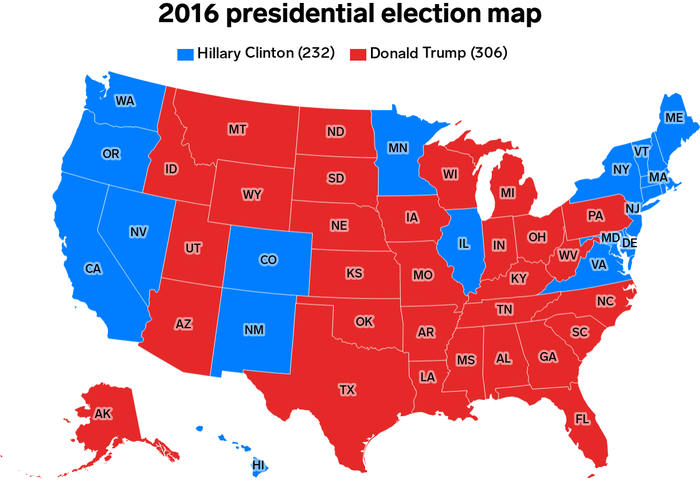 2016 presidential election map
Hillary Clinton (232) Donald Trump (306)
WA
ME
MT
ND
MN
VT
OR
ID
WI
NY
MA
SD
MI
WY
NJ
IA
PA
NE
NV
OH
MD
DE
IL
IN
UT
CO
WV
VA
CA
KS
MO
KY
NC
TN
AZ
OK
NM
AR
SC
MS
AL
GA
LA
TX
AK
FL
HI